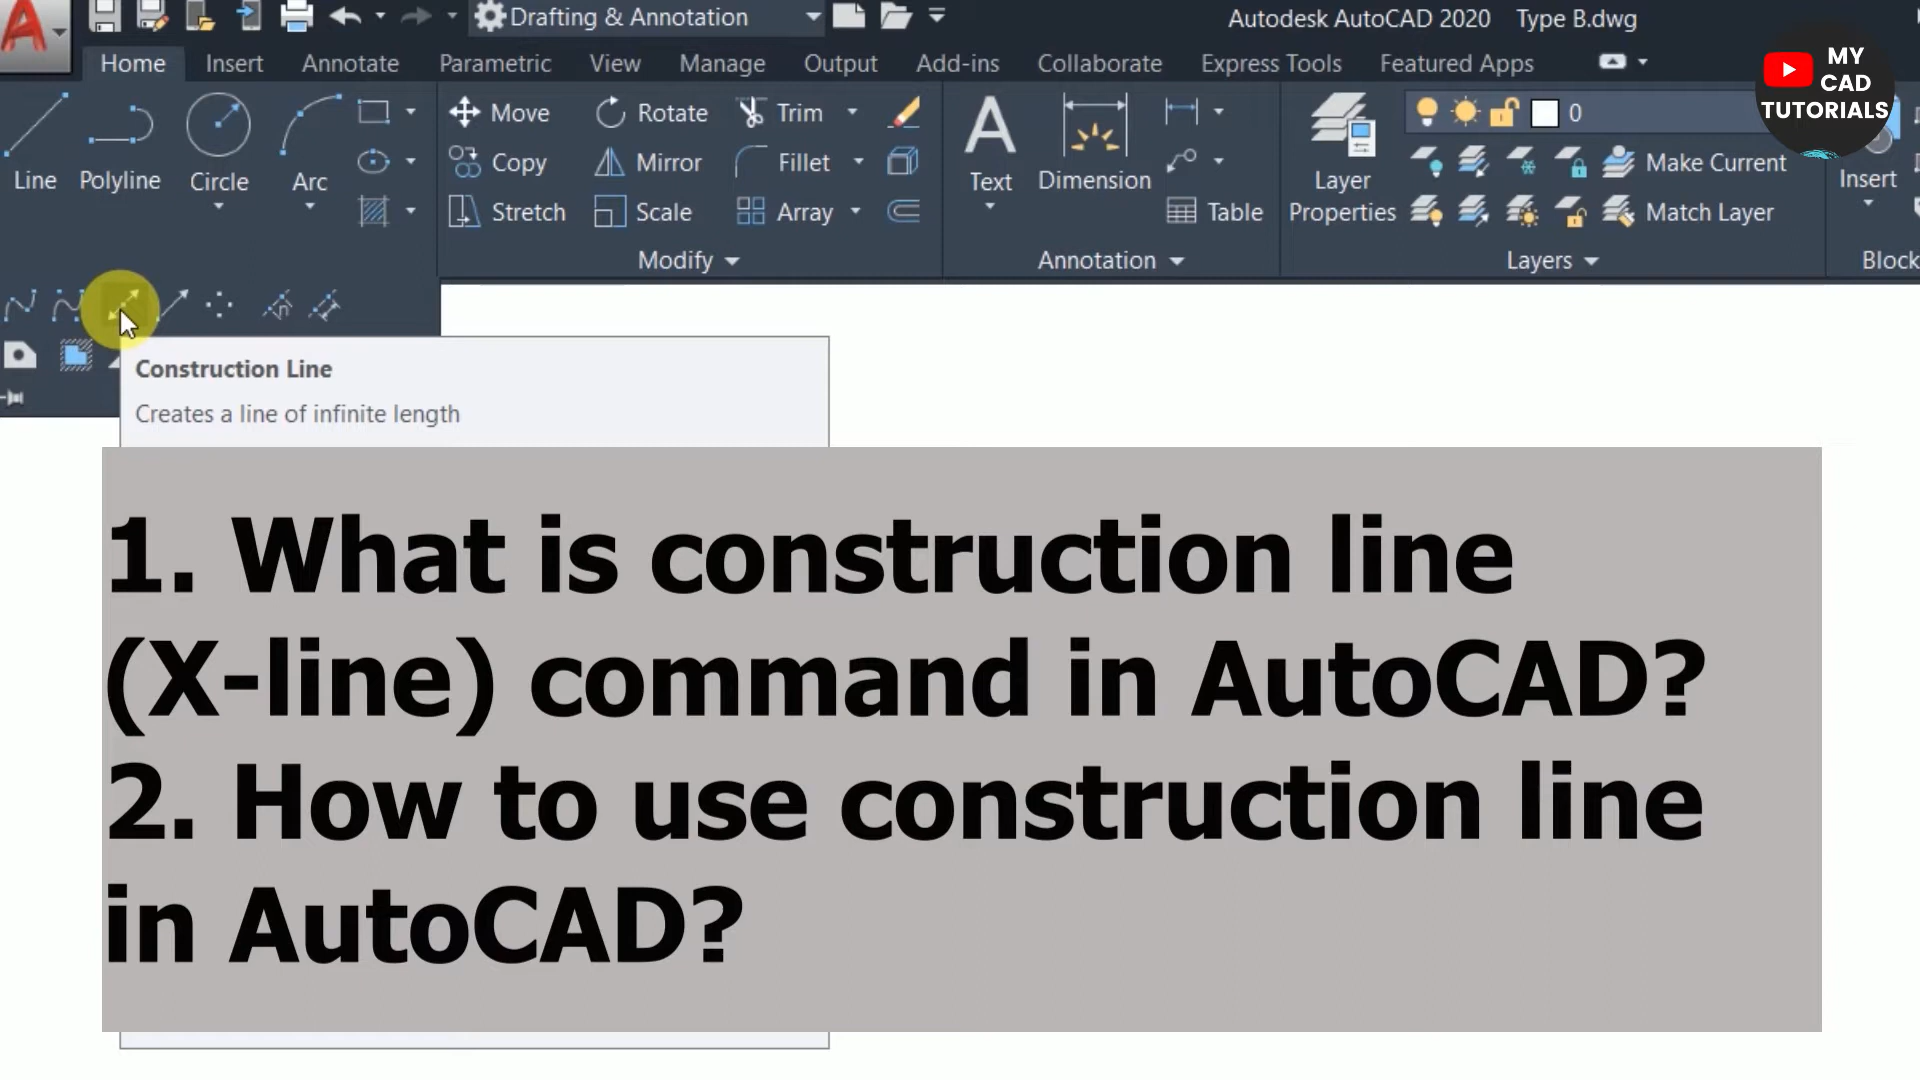 Drafting & Annotation
Autodesk AutoCAD 2020 Type B.dwg
Home Insert Annotate Parametric View Manage Output Add-ins Collaborate Express Tools Featured Apps
MY
CAD
TUTORIALS
Line Polyline Circle Arc
Move Rotate Trim
Copy Mirror Fillet
Stretch Scale Array
Modify
A
Text Dimension
Table
Annotation
Layer
Properties
0
Make Current
Match Layer
Layers
Insert
Block
Construction Line
Creates a line of infinite length
1. What is construction line
(X-line) command in AutoCAD?
2. How to use construction line
in AutoCAD?